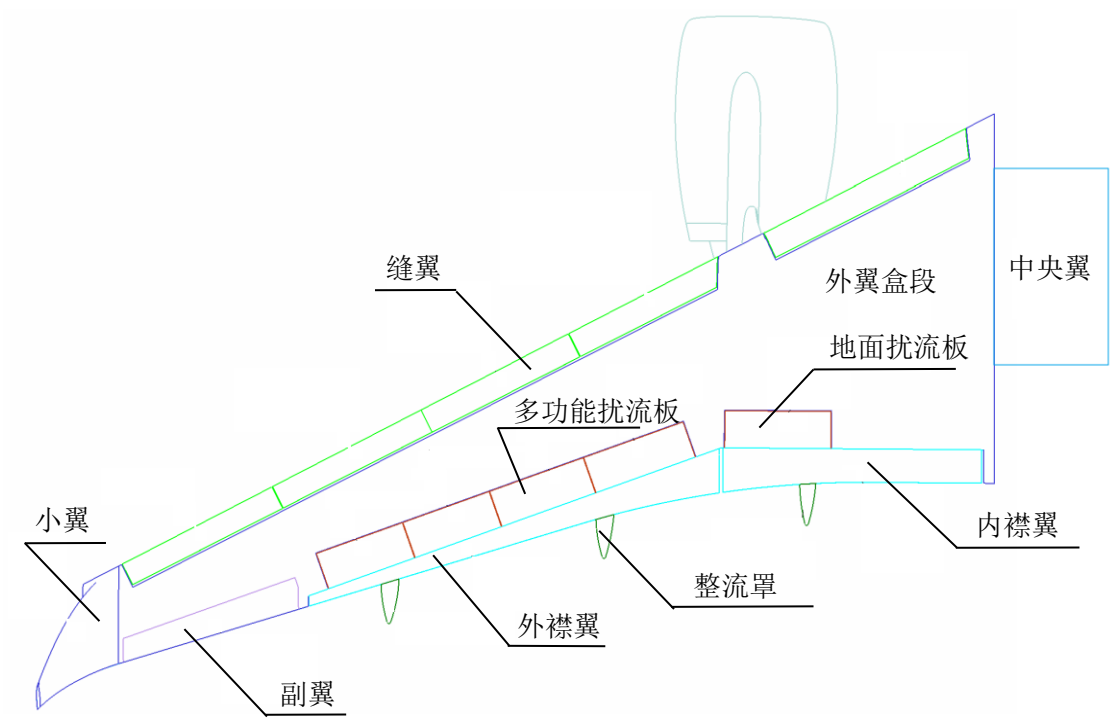 缝翼
外翼盒段
中央翼
地面扰流板
多功能扰流板
小翼
内襟翼
整流罩
外襟翼
副翼